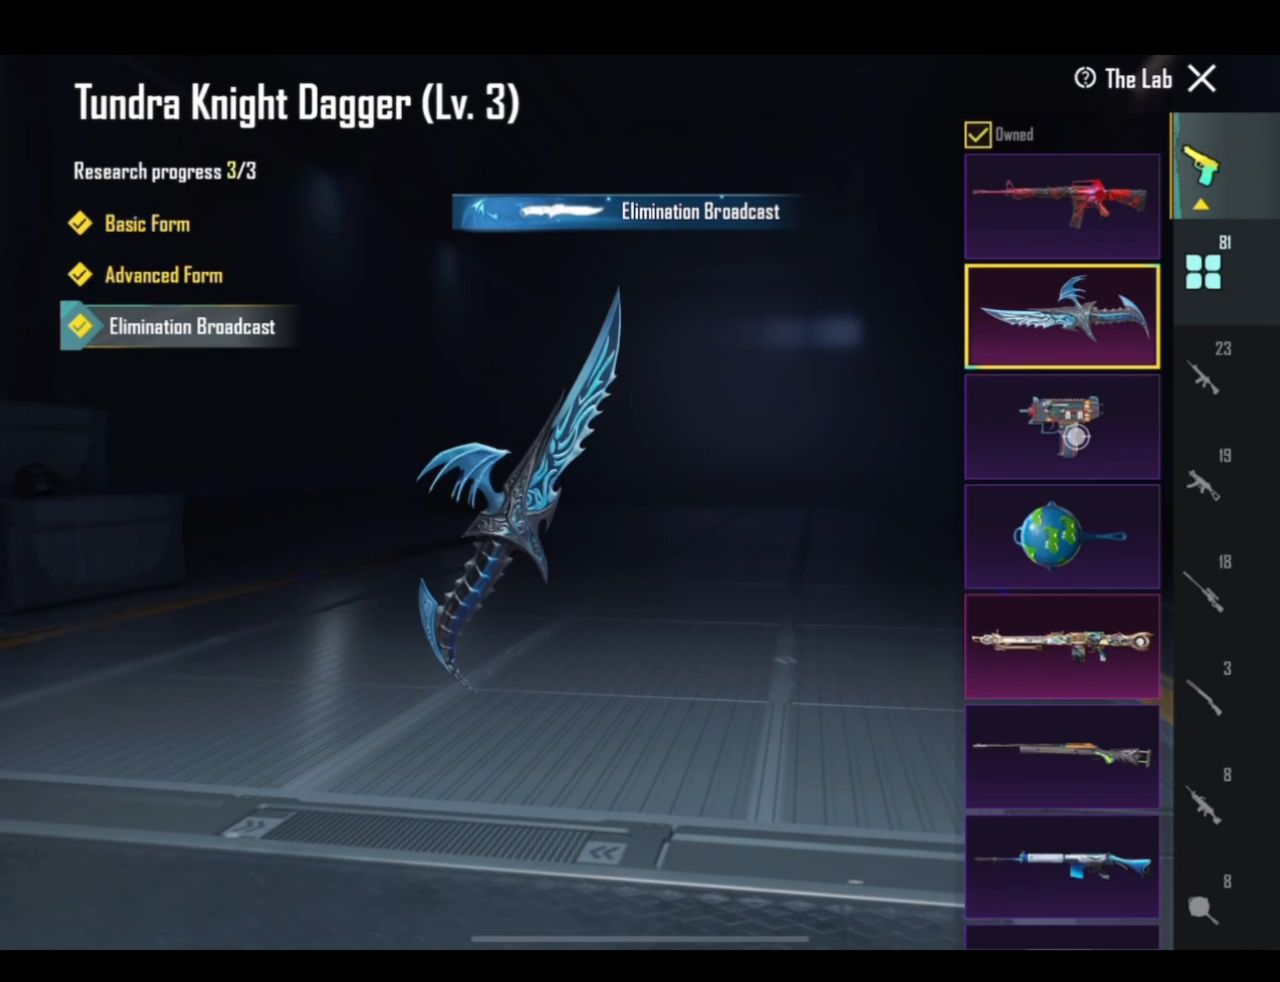 Tundra Knight Dagger (Lv. 3)
The Lab
Research progress 3/3
Owned
Basic Form
Elimination Broadcast
Advanced Form
Elimination Broadcast
81
23
19
18
3
8
8